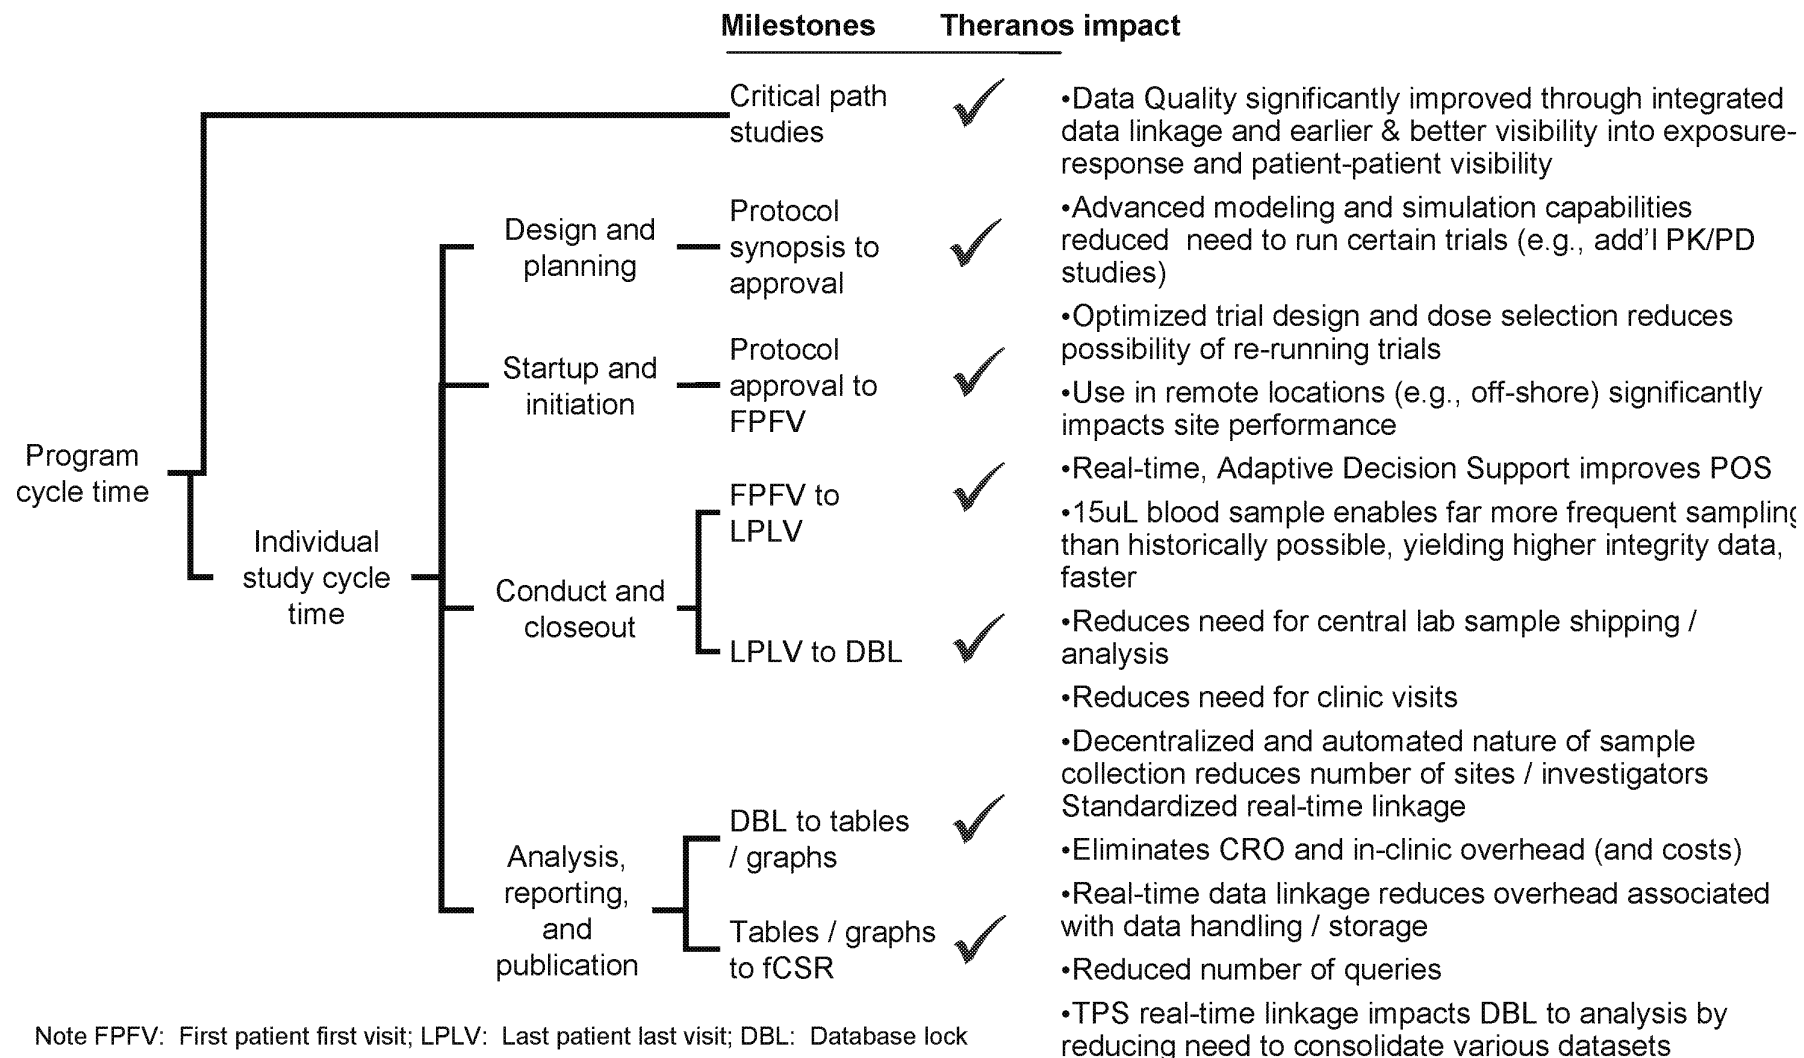 Milestones Theranos impact
Critical path
studies
•Data Quality significantly improved through integrated
data linkage and earlier & better visibility into exposure-
response and patient-patient visibility
Design and
planning
Protocol
synopsis to
approval
•Advanced modeling and simulation capabilities
reduced need to run certain trials (e.g., add'l PK/PD
studies)
•Optimized trial design and dose selection reduces
possibility of re-running trials
Startup and
initiation
Protocol
approval to
FPFV
•Use in remote locations (e.g., off-shore) significantly
impacts site performance
Program
cycle time
•Real-time, Adaptive Decision Support improves POS
FPFV to
LPLV
•15uL blood sample enables far more frequent sampling
than historically possible, yielding higher integrity data,
faster
Individual
study cycle
time
Conduct and
closeout
LPLV to DBL
•Reduces need for central lab sample shipping /
analysis
•Reduces need for clinic visits
•Decentralized and automated nature of sample
collection reduces number of sites / investigators
Standardized real-time linkage
DBL to tables
/ graphs
•Eliminates CRO and in-clinic overhead (and costs)
Analysis,
reporting,
and
publication
•Real-time data linkage reduces overhead associated
with data handling / storage
Tables / graphs
to fCSR
•Reduced number of queries
•TPS real-time linkage impacts DBL to analysis by
reducing need to consolidate various datasets
Note FPFV: First patient first visit; LPLV: Last patient last visit; DBL: Database lock